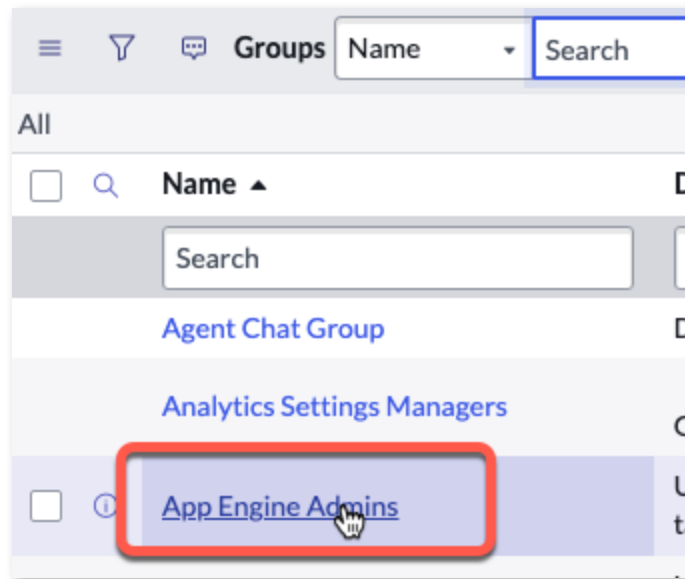 Groups Name Search
All
Name
Search
Agent Chat Group
Analytics Settings Managers
App Engine Admins